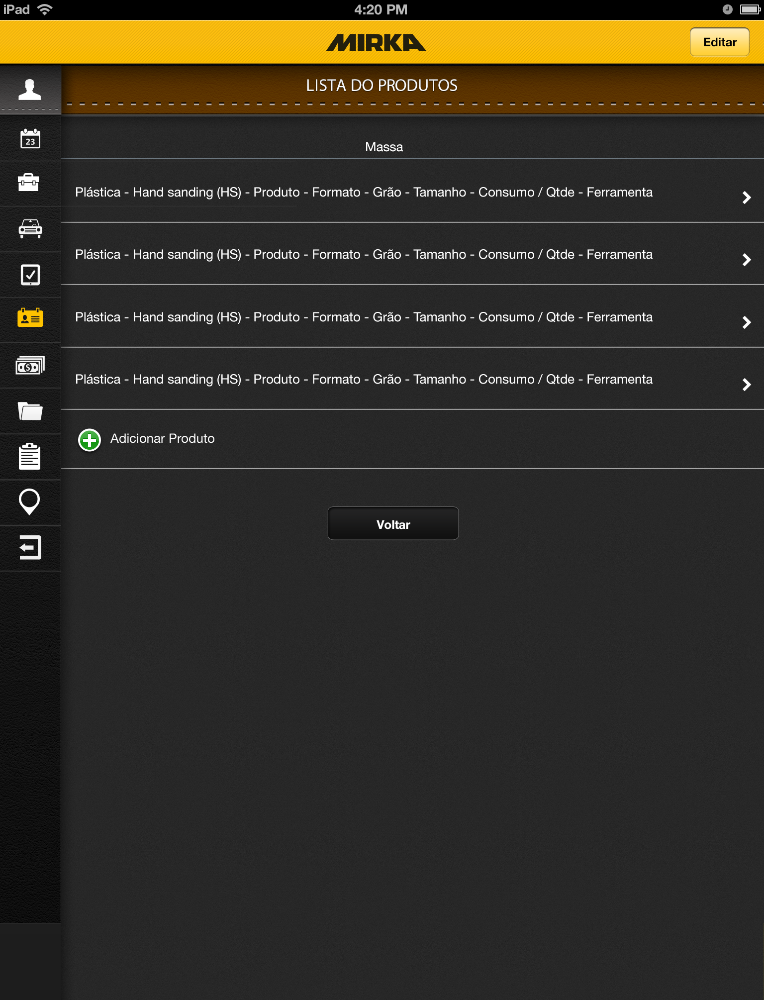 iPad
4:20 PM
MIRKA
Editar
LISTA DO PRODUTOS
23
Massa
Plástica - Hand sanding (HS) - Produto - Formato - Grão - Tamanho - Consumo / Qtde - Ferramenta
Plástica - Hand sanding (HS) - Produto - Formato - Grão - Tamanho - Consumo / Qtde - Ferramenta
Plástica - Hand sanding (HS) - Produto - Formato - Grão - Tamanho - Consumo / Qtde - Ferramenta
Plástica - Hand sanding (HS) - Produto - Formato - Grão - Tamanho - Consumo / Qtde - Ferramenta
Adicionar Produto
Voltar